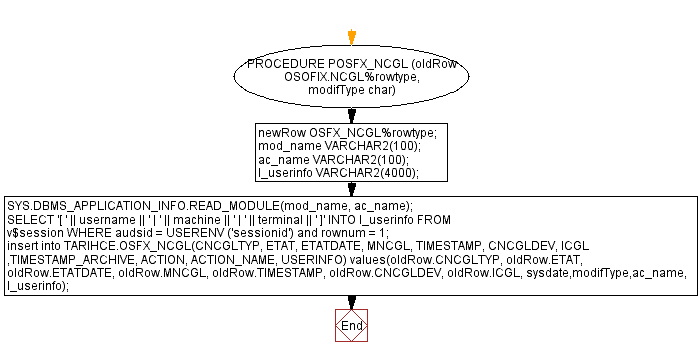 PROCEDURE POSFX_NCGL (oldRow
OSOFIX.NCGL%rowtype,
modifType char)
newRow OSFX_NCGL%rowtype;
mod_name VARCHAR2(100);
ac_name VARCHAR2(100);
l_userinfo VARCHAR2(4000);
SYS.DBMS_APPLICATION_INFO.READ_MODULE(mod_name, ac_name);
SELECT '[ ' || username || ' | ' || machine || ' | ' || terminal || ' ]' INTO l_userinfo FROM
v$session WHERE audsid = USERENV ('sessionid') and rownum = 1;
insert into TARIHCE.OSFX_NCGL(CNCGLTYP, ETAT, ETATDATE, MNCGL, TIMESTAMP, CNCGLDEV, ICGL
,TIMESTAMP_ARCHIVE, ACTION, ACTION_NAME, USERINFO) values(oldRow.CNCGLTYP, oldRow.ETAT,
oldRow.ETATDATE, oldRow.MNCGL, oldRow.TIMESTAMP, oldRow.CNCGLDEV, oldRow.ICGL, sysdate,modifType,ac_name,
l_userinfo);
End